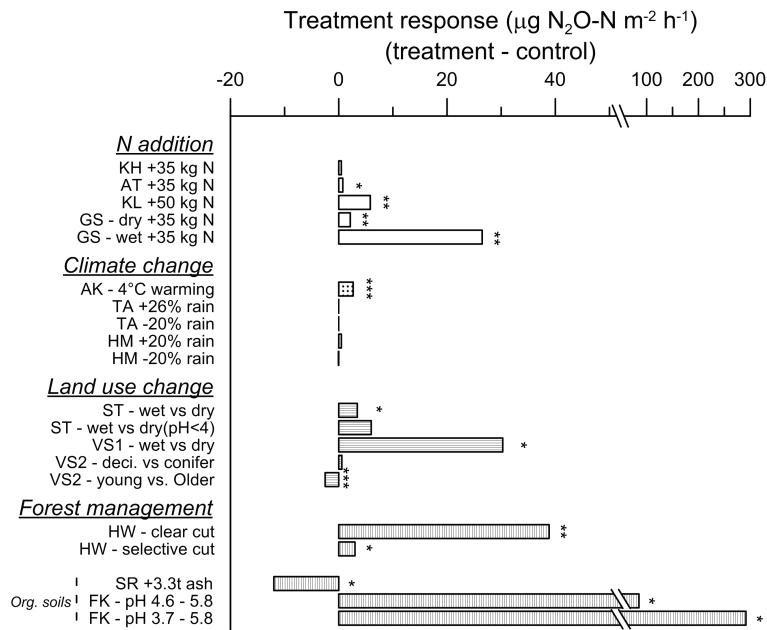 Treatment response (μg N₂O-N m⁻² h⁻¹)
(treatment - control)
-20 0 20 40 100 200 300
N addition
KH +35 kg N
AT +35 kg N *
KL +50 kg N **
GS - dry +35 kg N **
GS - wet +35 kg N **
Climate change
AK - 4°C warming ***
TA +26% rain
TA -20% rain
HM +20% rain
HM -20% rain
Land use change
ST - wet vs dry *
ST - wet vs dry(pH<4)
VS1 - wet vs dry *
VS2 - deci. vs conifer
VS2 - young vs. Older ***
Forest management
HW - clear cut **
HW - selective cut *
SR +3.3t ash *
Org. soils FK - pH 4.6 - 5.8 *
FK - pH 3.7 - 5.8 *